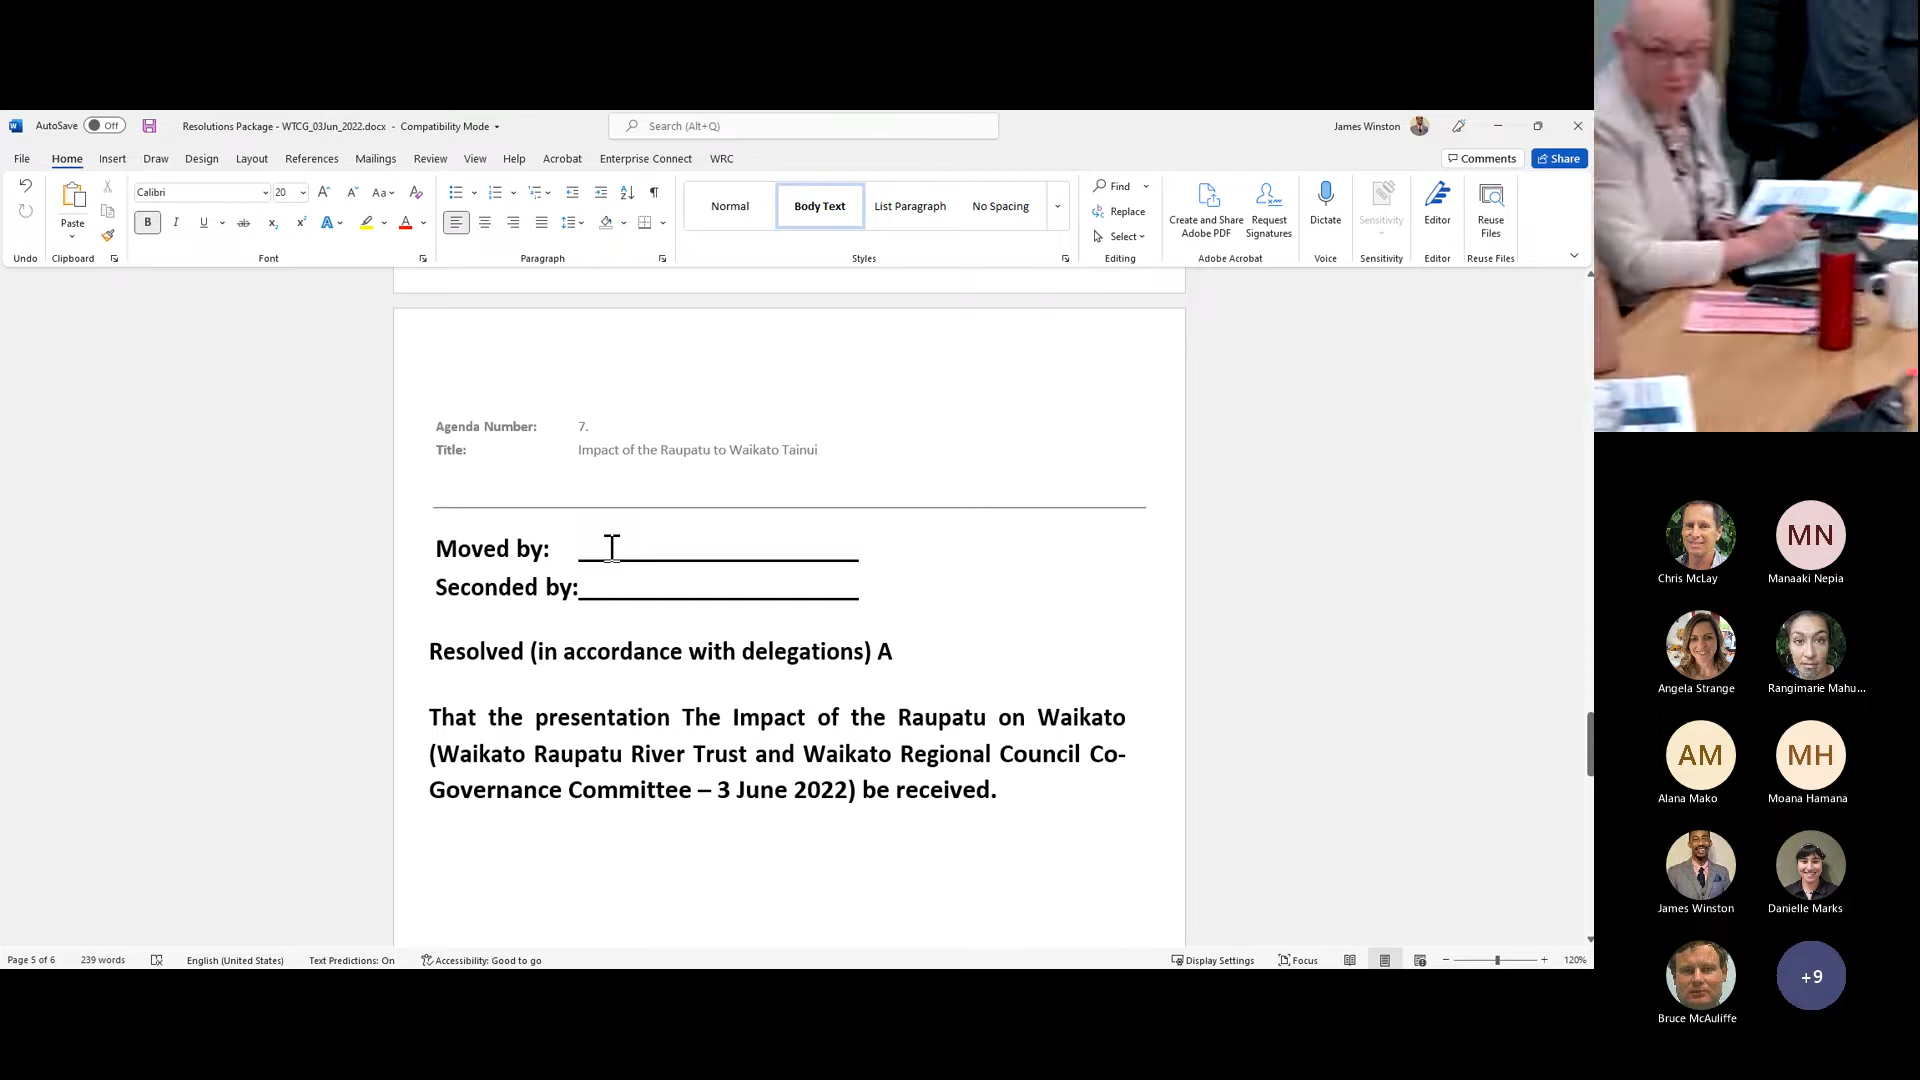 AutoSave Off Resolutions Package - WTCG_03Jun_2022.docx - Compatibility Mode Search (Alt+Q) James Winston
File Home Insert Draw Design Layout References Mailings Review View Help Acrobat Enterprise Connect WRC Comments Share
Calibri 20 Aa Normal Body Text List Paragraph No Spacing Find
Replace
Select
Paste
Create and Share Adobe PDF
Request Signatures
Dictate
Sensitivity
Editor
Reuse Files
Undo Clipboard Font Paragraph Styles Editing Adobe Acrobat Voice Sensitivity Editor Reuse Files
Agenda Number: 7.
Title: Impact of the Raupatu to Waikato Tainui
Moved by:
Seconded by:
Resolved (in accordance with delegations) A
That the presentation The Impact of the Raupatu on Waikato
(Waikato Raupatu River Trust and Waikato Regional Council Co-
Governance Committee – 3 June 2022) be received.
Page 5 of 6 239 words English (United States) Text Predictions: On Accessibility: Good to go Display Settings Focus 120%
MN
Chris McLay Manaaki Nepia
Angela Strange Rangimarie Mahu...
AM MH
Alana Mako Moana Hamana
James Winston Danielle Marks
+9
Bruce McAuliffe